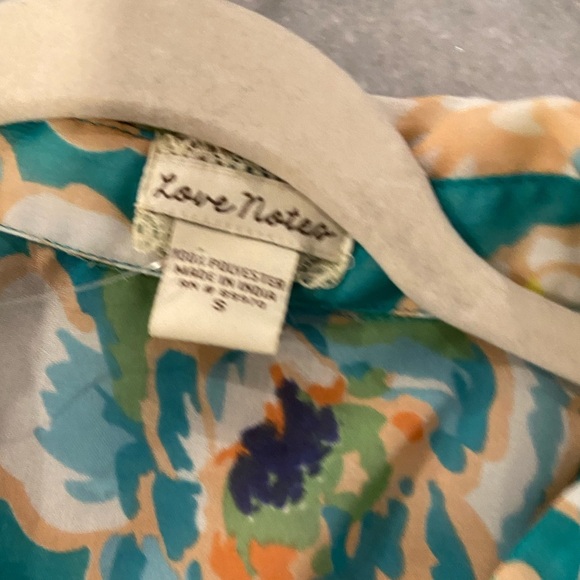 Love Notes
100% POLYESTER
MADE IN INDIA
S